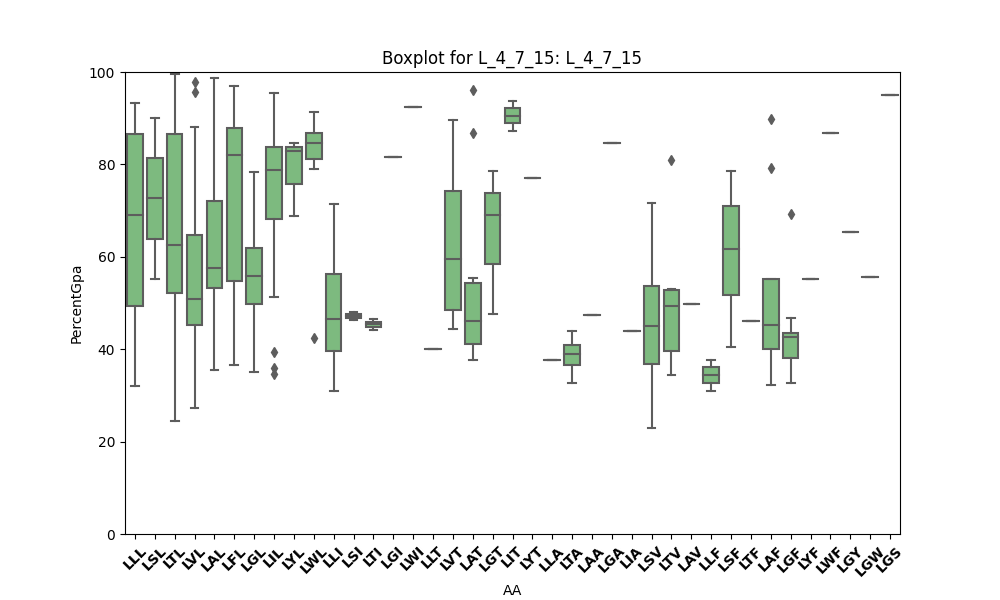 Boxplot for L_4_7_15: L_4_7_15
100
80
60
40
20
0
PercentGpa
LLL LSL LTL LVL LAL LFL LGL LIL LYL LWL LLI LSI LTI LGI LWI LLT LVT LAT LGT LIT LYT LLA LTA LAA LGA LIA LSV LTV LAV LLF LSF LTF LAF LGF LYF LWF LGY LGW LGS
AA